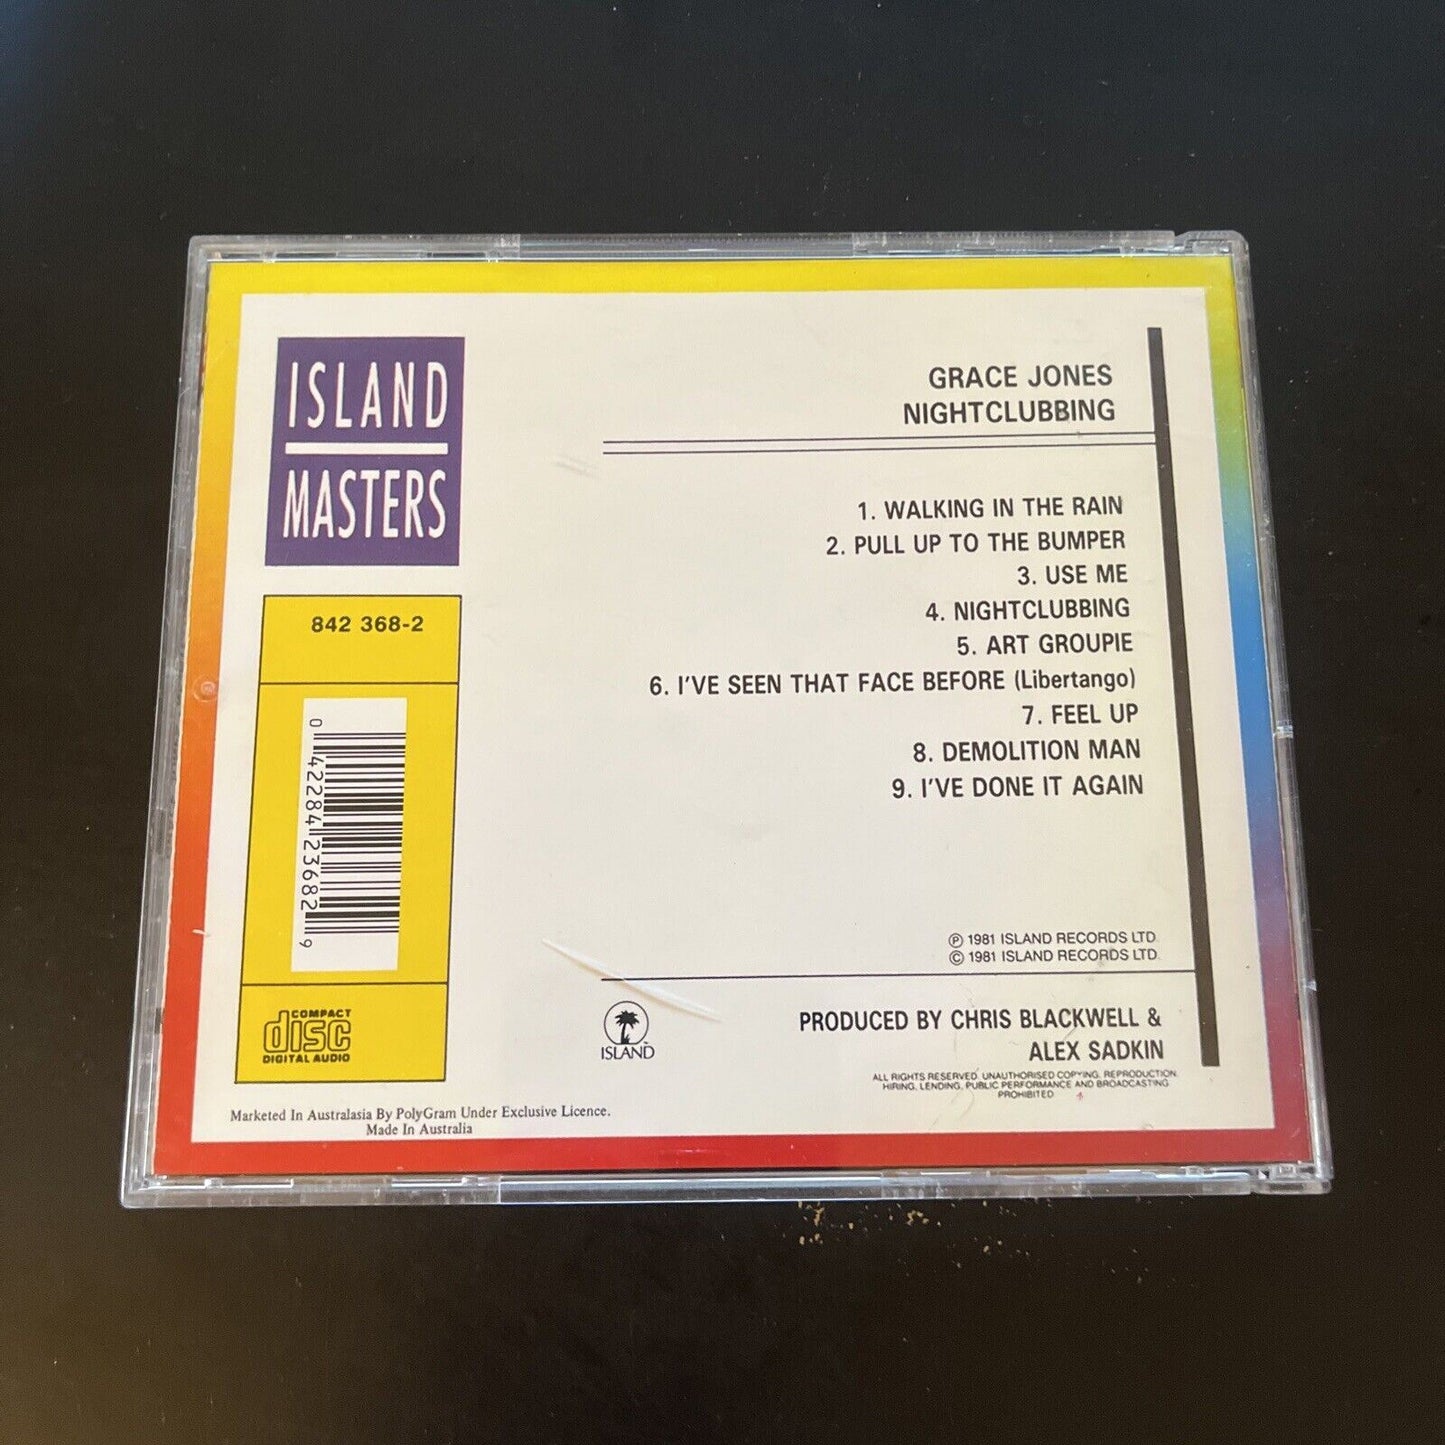 ISLAND
MASTERS
842 368-2
0 42284 23682 9
COMPACT
disc
DIGITAL AUDIO
GRACE JONES
NIGHTCLUBBING
1. WALKING IN THE RAIN
2. PULL UP TO THE BUMPER
3. USE ME
4. NIGHTCLUBBING
5. ART GROUPIE
6. I'VE SEEN THAT FACE BEFORE (Libertango)
7. FEEL UP
8. DEMOLITION MAN
9. I'VE DONE IT AGAIN
℗ 1981 ISLAND RECORDS LTD.
© 1981 ISLAND RECORDS LTD.
ISLAND™
PRODUCED BY CHRIS BLACKWELL &
ALEX SADKIN
ALL RIGHTS RESERVED. UNAUTHORISED COPYING, REPRODUCTION,
HIRING, LENDING, PUBLIC PERFORMANCE AND BROADCASTING
PROHIBITED
Marketed In Australasia By PolyGram Under Exclusive Licence.
Made In Australia